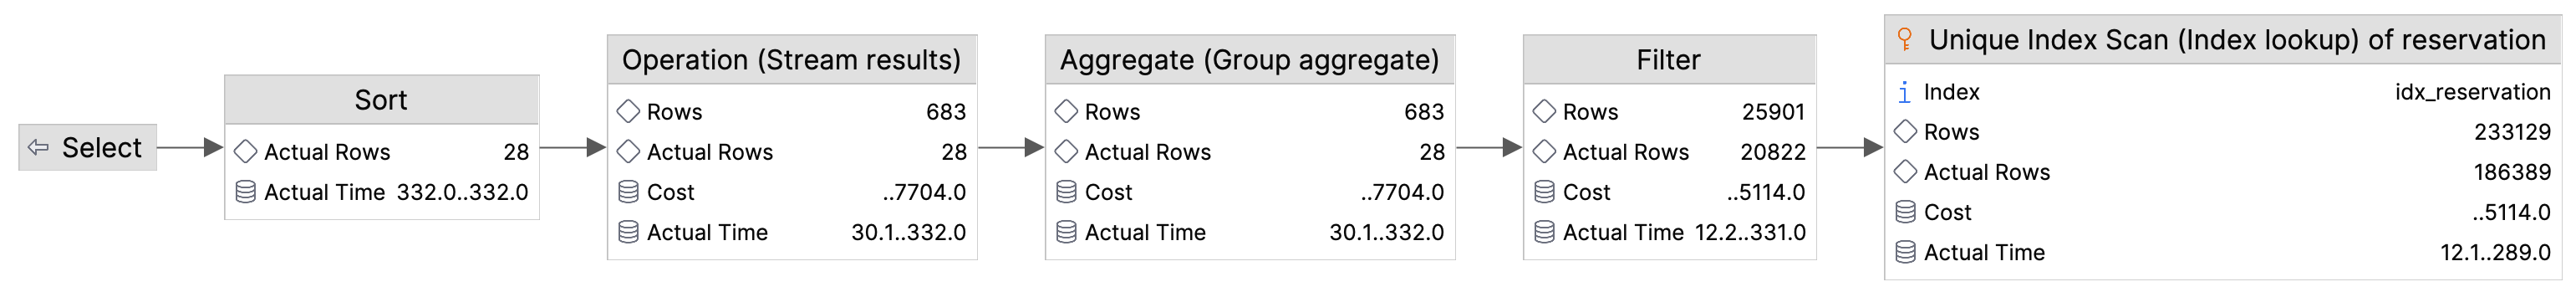 Select
Sort
Actual Rows 28
Actual Time 332.0..332.0
Operation (Stream results)
Rows 683
Actual Rows 28
Cost ..7704.0
Actual Time 30.1..332.0
Aggregate (Group aggregate)
Rows 683
Actual Rows 28
Cost ..7704.0
Actual Time 30.1..332.0
Filter
Rows 25901
Actual Rows 20822
Cost ..5114.0
Actual Time 12.2..331.0
Unique Index Scan (Index lookup) of reservation
Index idx_reservation
Rows 233129
Actual Rows 186389
Cost ..5114.0
Actual Time 12.1..289.0